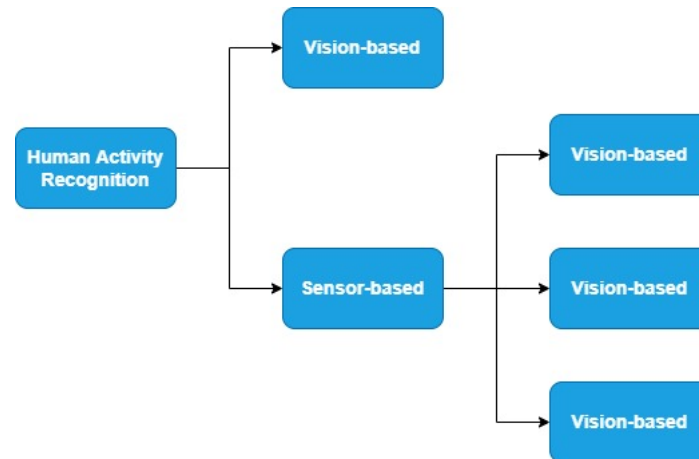 Vision-based
Human Activity
Recognition
Vision-based
Sensor-based
Vision-based
Vision-based